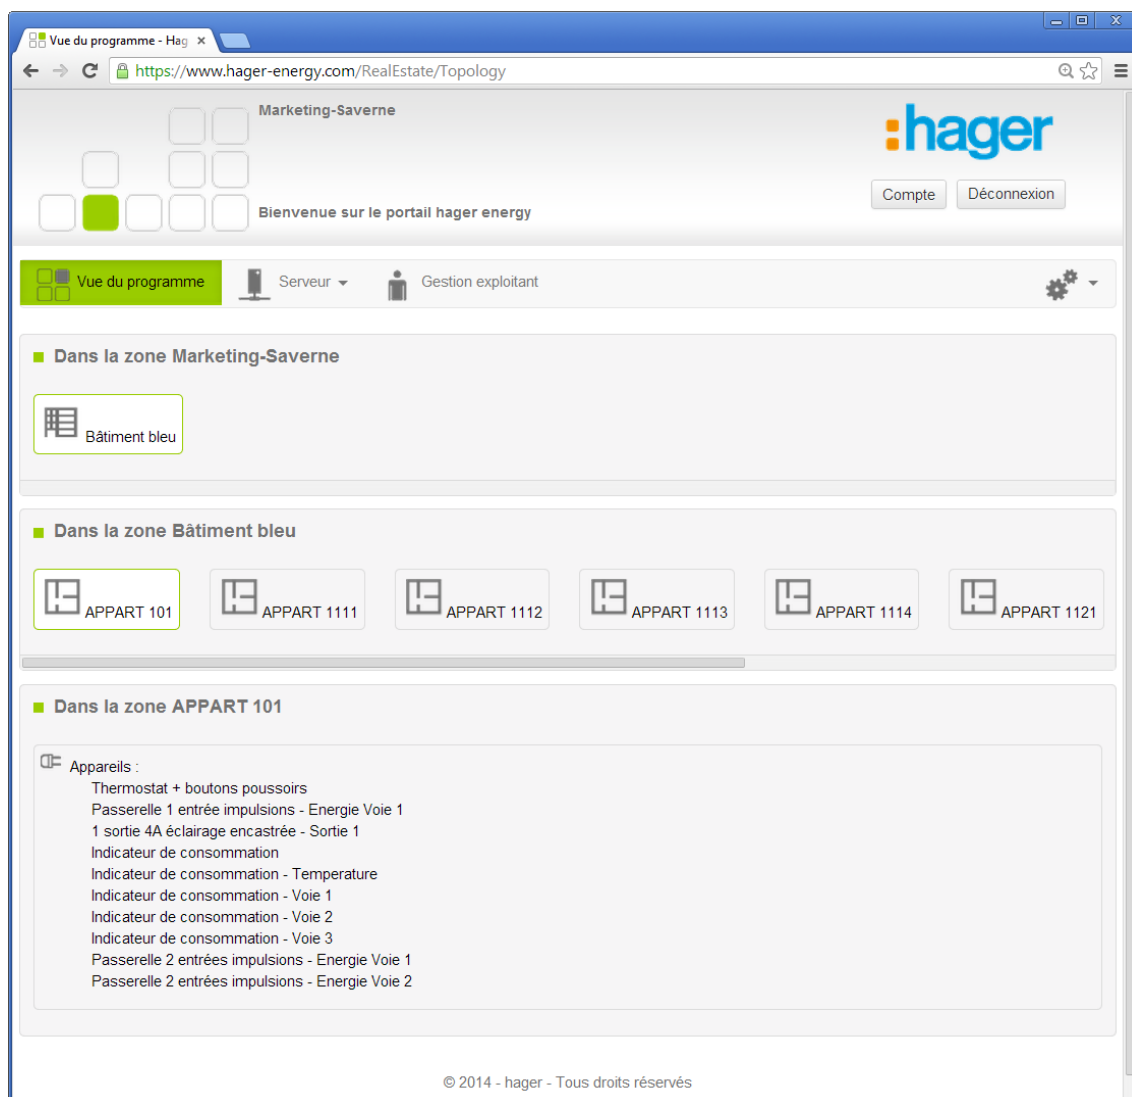 Vue du programme - Hag
https://www.hager-energy.com/RealEstate/Topology
Marketing-Saverne
:hager
Compte
Déconnexion
Bienvenue sur le portail hager energy
Vue du programme
Serveur
Gestion exploitant
Dans la zone Marketing-Saverne
Bâtiment bleu
Dans la zone Bâtiment bleu
APPART 101
APPART 1111
APPART 1112
APPART 1113
APPART 1114
APPART 1121
Dans la zone APPART 101
Appareils :
Thermostat + boutons poussoirs
Passerelle 1 entrée impulsions - Energie Voie 1
1 sortie 4A éclairage encastrée - Sortie 1
Indicateur de consommation
Indicateur de consommation - Temperature
Indicateur de consommation - Voie 1
Indicateur de consommation - Voie 2
Indicateur de consommation - Voie 3
Passerelle 2 entrées impulsions - Energie Voie 1
Passerelle 2 entrées impulsions - Energie Voie 2
© 2014 - hager - Tous droits réservés